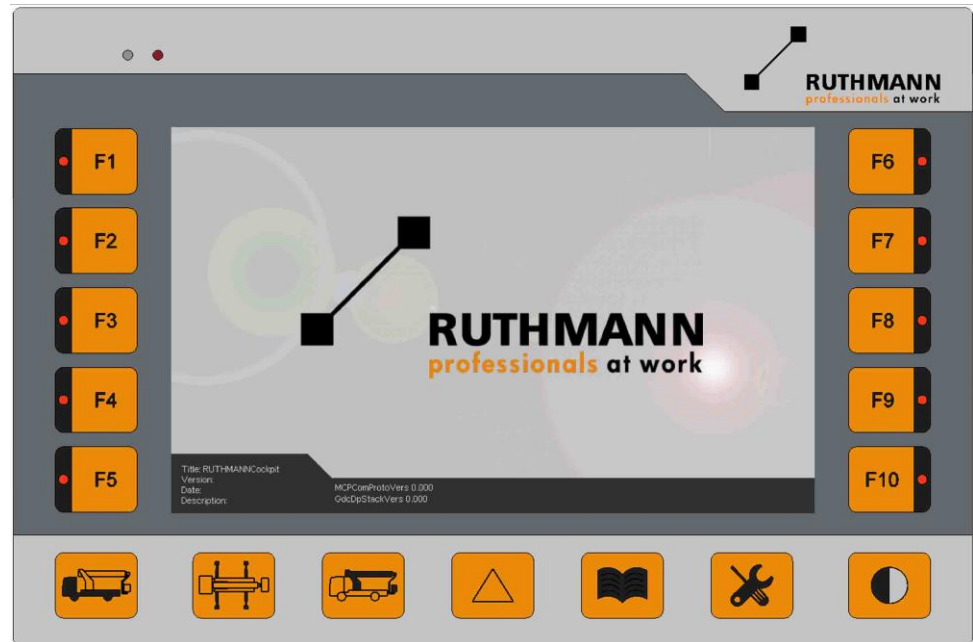 RUTHMANN
professionals at work
F1
F6
F2
F7
F3
F8
RUTHMANN
professionals at work
F4
F9
F5
F10
Title: RUTHMANNCockpit
Version:
Date:
Description:
MCPComProtoVers 0.000
GdcDpStackVers 0.000